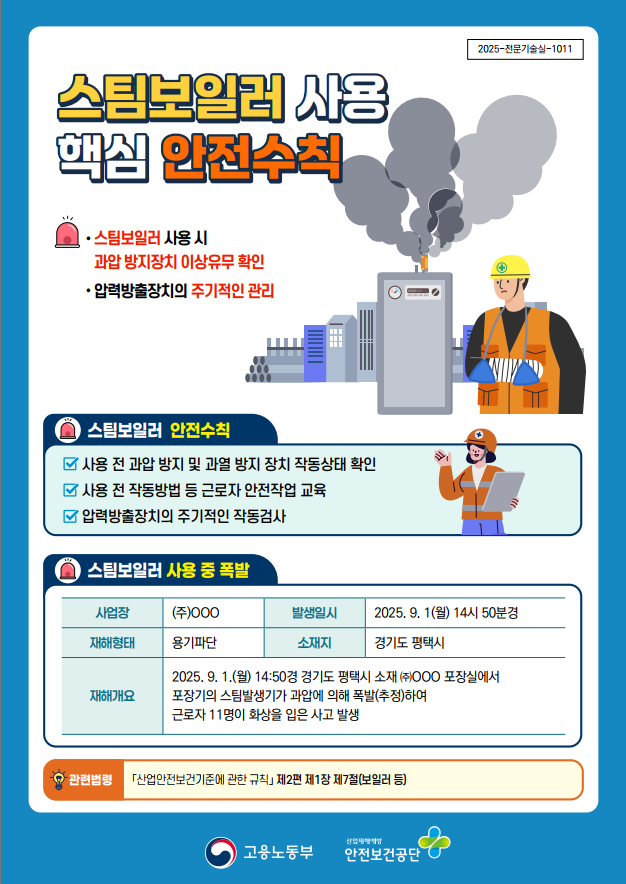 2025-전문기술실-1011
스팀보일러 사용
핵심 안전수칙
• 스팀보일러 사용 시
과압 방지장치 이상유무 확인
• 압력방출장치의 주기적인 관리
스팀보일러 안전수칙
사용 전 과압 방지 및 과열 방지 장치 작동상태 확인
사용 전 작동방법 등 근로자 안전작업 교육
압력방출장치의 주기적인 작동검사
스팀보일러 사용 중 폭발
사업장 (주)OOO 발생일시 2025. 9. 1(월) 14시 50분경
재해형태 용기파단 소재지 경기도 평택시
재해개요
2025. 9. 1.(월) 14:50경 경기도 평택시 소재 ㈜OOO 포장실에서
포장기의 스팀발생기가 과압에 의해 폭발(추정)하여
근로자 11명이 화상을 입은 사고 발생
관련법령 「산업안전보건기준에 관한 규칙」 제2편 제1장 제7절(보일러 등)
고용노동부
산업재해예방
안전보건공단